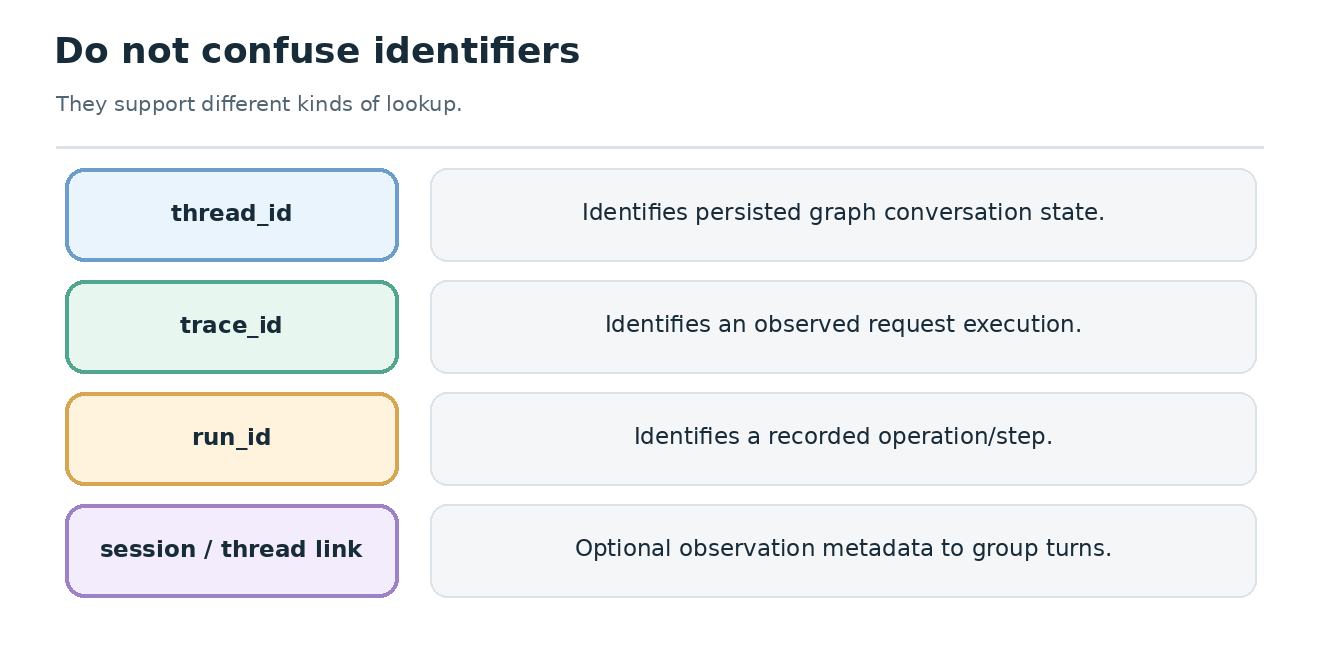 Do not confuse identifiers
They support different kinds of lookup.
thread_id
Identifies persisted graph conversation state.
trace_id
Identifies an observed request execution.
run_id
Identifies a recorded operation/step.
session / thread link
Optional observation metadata to group turns.